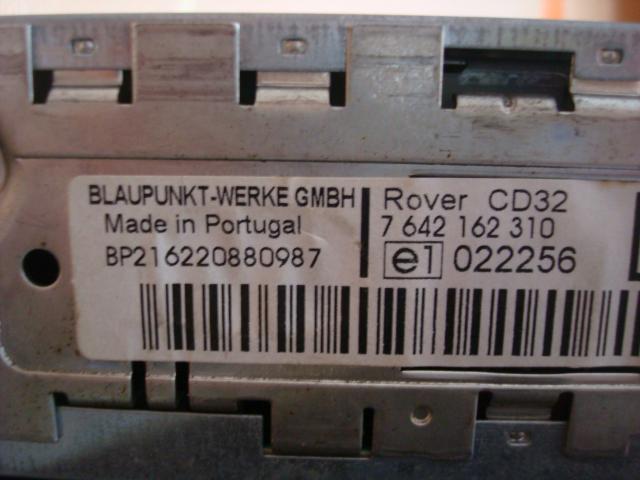 BLAUPUNKT-WERKE GMBH
Made in Portugal
BP216220880987
Rover CD32
7 642 162 310
e1 022256